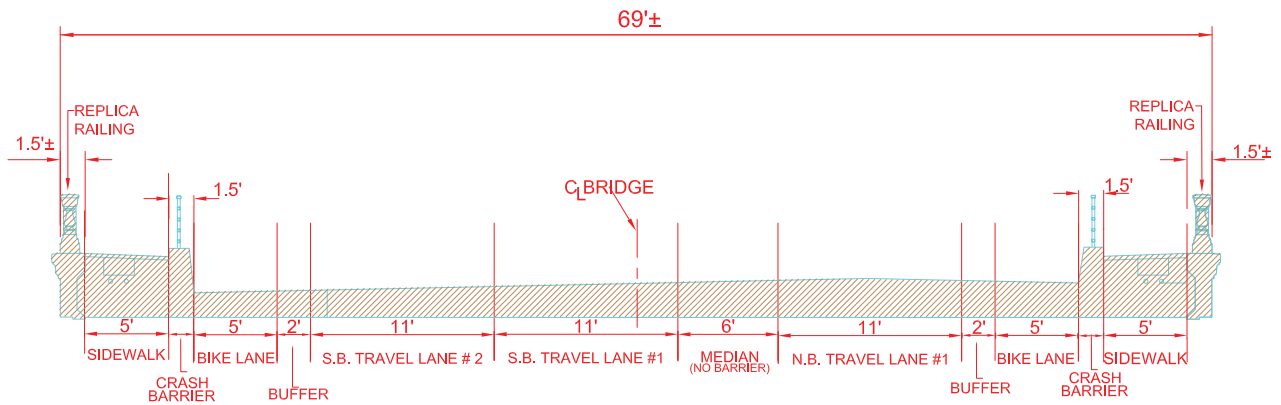 69'±
REPLICA
RAILING
REPLICA
RAILING
1.5'±
1.5'±
1.5'
CL BRIDGE
1.5'
5'
5'
2'
11'
11'
6'
11'
2'
5'
5'
SIDEWALK
BIKE LANE
S.B. TRAVEL LANE # 2
S.B. TRAVEL LANE #1
MEDIAN
(NO BARRIER)
N.B. TRAVEL LANE #1
BIKE LANE
SIDEWALK
CRASH
BARRIER
BUFFER
BUFFER
CRASH
BARRIER